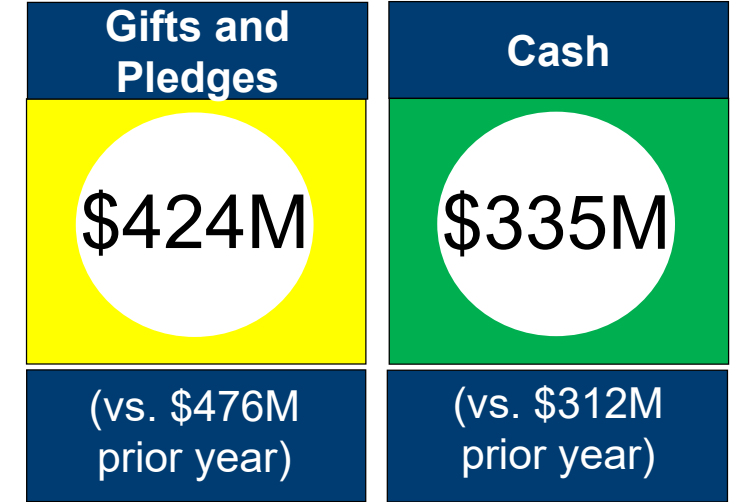 Gifts and
Pledges
$424M
(vs. $476M
prior year)
Cash
$335M
(vs. $312M
prior year)